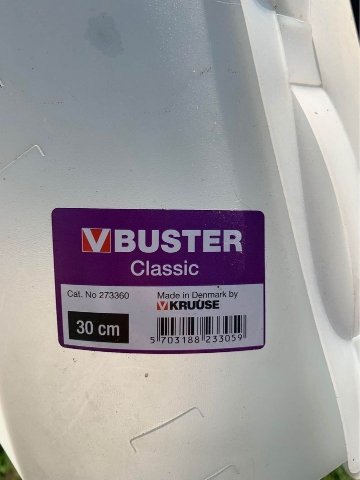 V BUSTER
Classic
Cat. No 273360
Made in Denmark by
V KRUUSE
30 cm
5 703188 233059